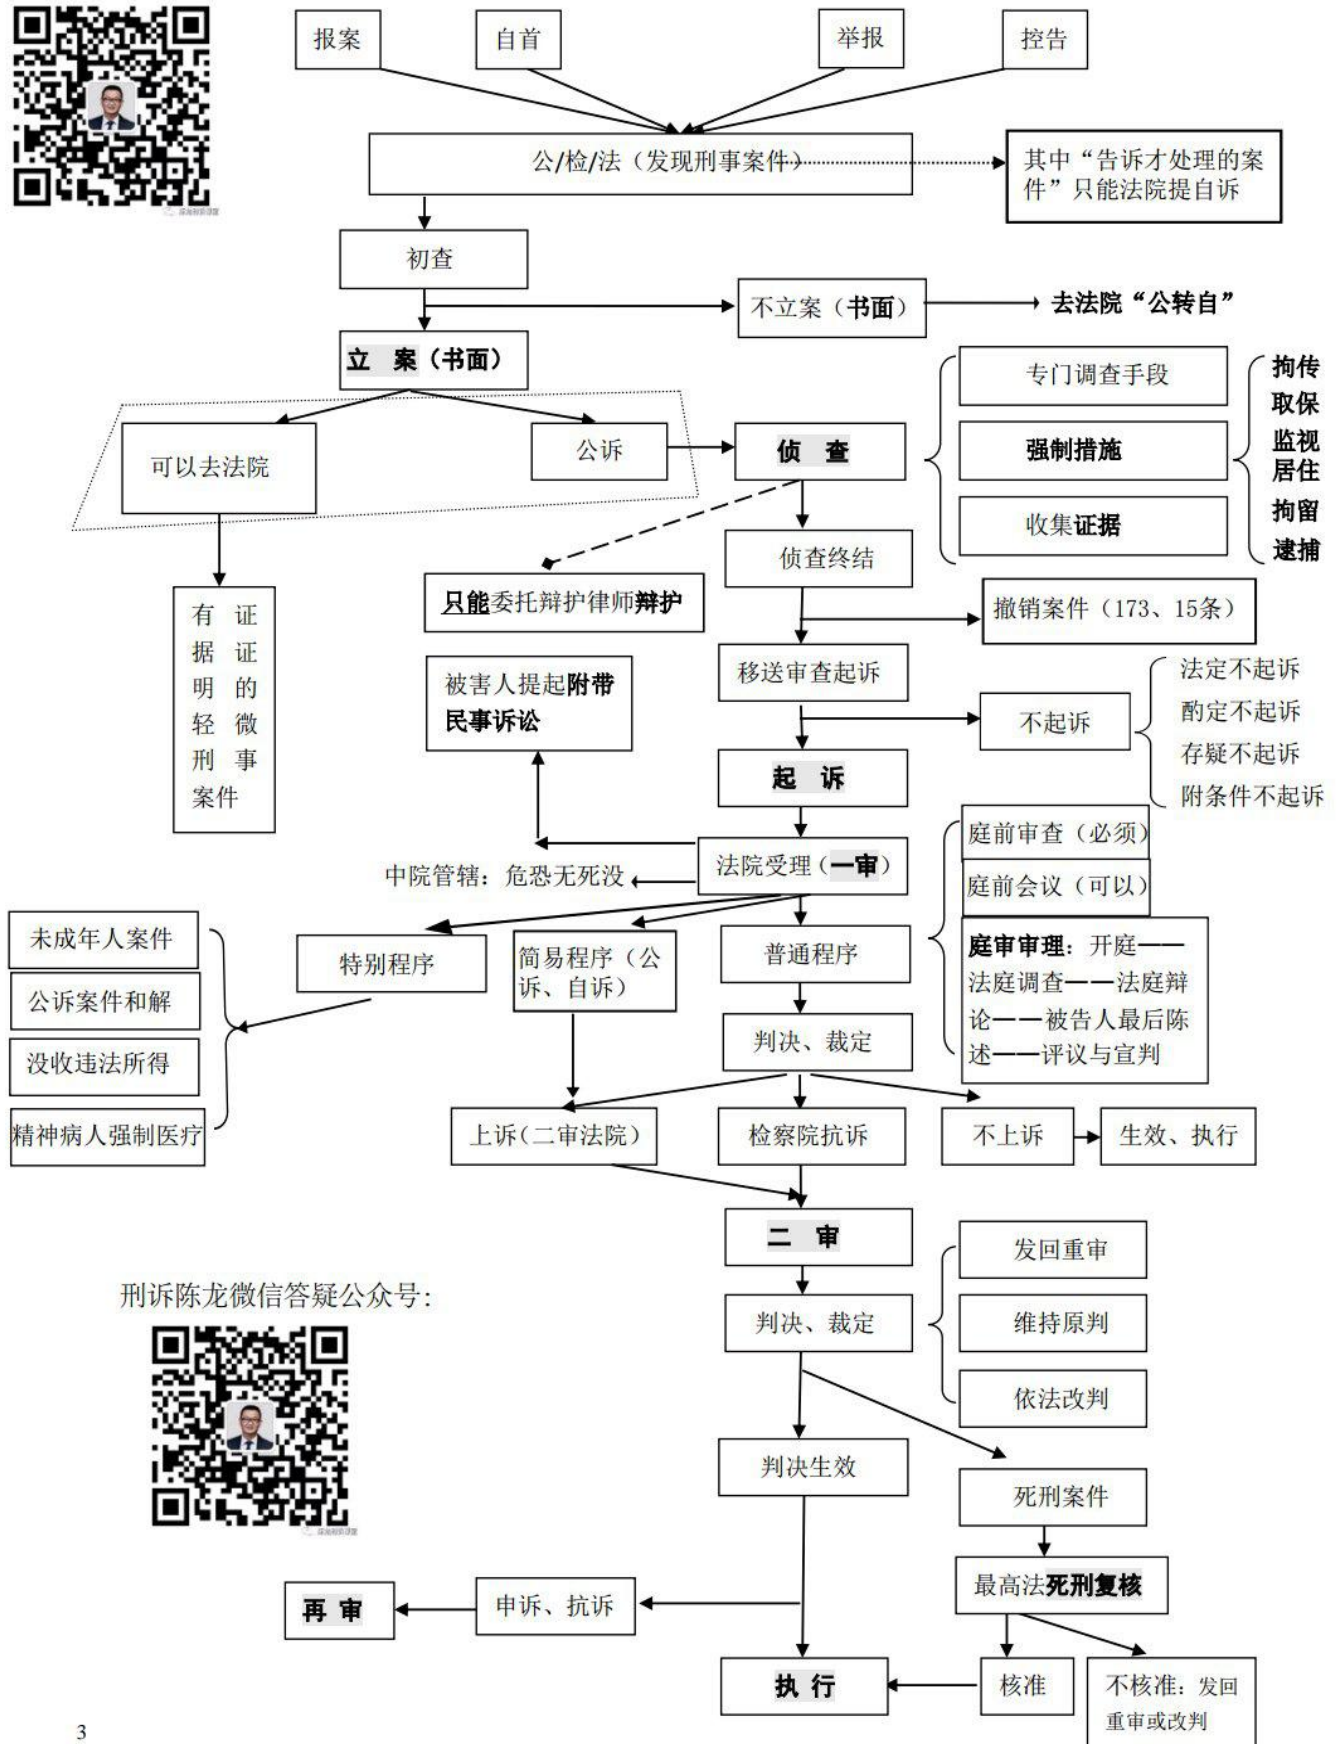 报案
自首
举报
控告
公/检/法（发现刑事案件）
其中“告诉才处理的案
件”只能法院提自诉
初查
不立案（书面）
去法院“公转自”
立 案（书面）
可以去法院
公诉
侦 查
专门调查手段
强制措施
收集证据
拘传
取保
监视
居住
拘留
逮捕
侦查终结
只能委托辩护律师辩护
有 证
据 证
明 的
轻 微
刑 事
案件
撤销案件（173、15条）
移送审查起诉
被害人提起附带
民事诉讼
不起诉
法定不起诉
酌定不起诉
存疑不起诉
附条件不起诉
起 诉
法院受理（一审）
中院管辖：危恐无死没
庭前审查（必须）
庭前会议（可以）
庭审审理：开庭——
法庭调查——法庭辩
论——被告人最后陈
述——评议与宣判
未成年人案件
公诉案件和解
没收违法所得
精神病人强制医疗
特别程序
简易程序（公
诉、自诉）
普通程序
判决、裁定
上诉（二审法院）
检察院抗诉
不上诉
生效、执行
二 审
刑诉陈龙微信答疑公众号：
判决、裁定
发回重审
维持原判
依法改判
判决生效
死刑案件
最高法死刑复核
再 审
申诉、抗诉
执 行
核准
不核准：发回
重审或改判
3